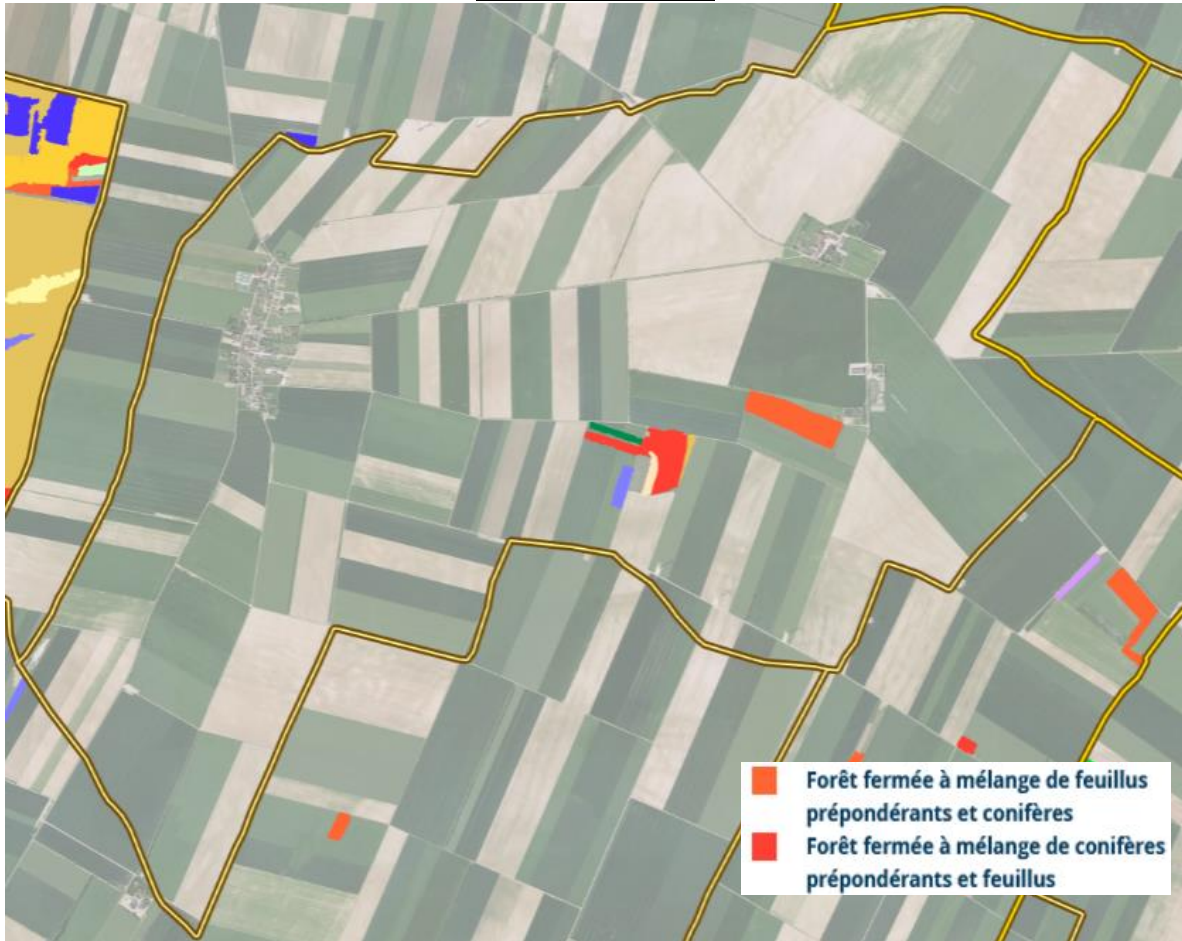 Forêt fermée à mélange de feuillus
prépondérants et conifères
Forêt fermée à mélange de conifères
prépondérants et feuillus